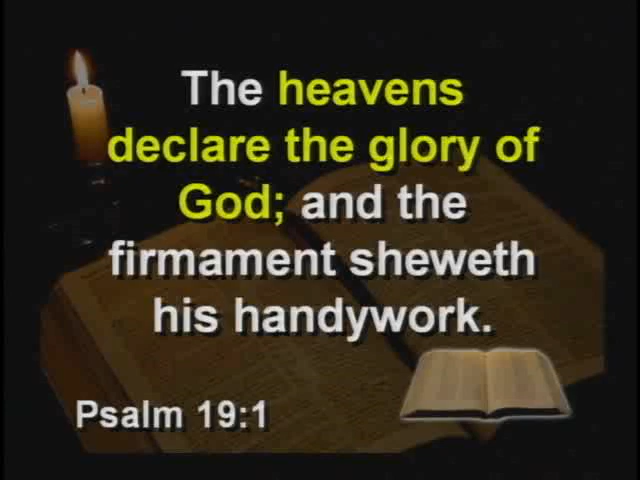 The heavens
declare the glory of
God; and the
firmament sheweth
his handywork.
Psalm 19:1